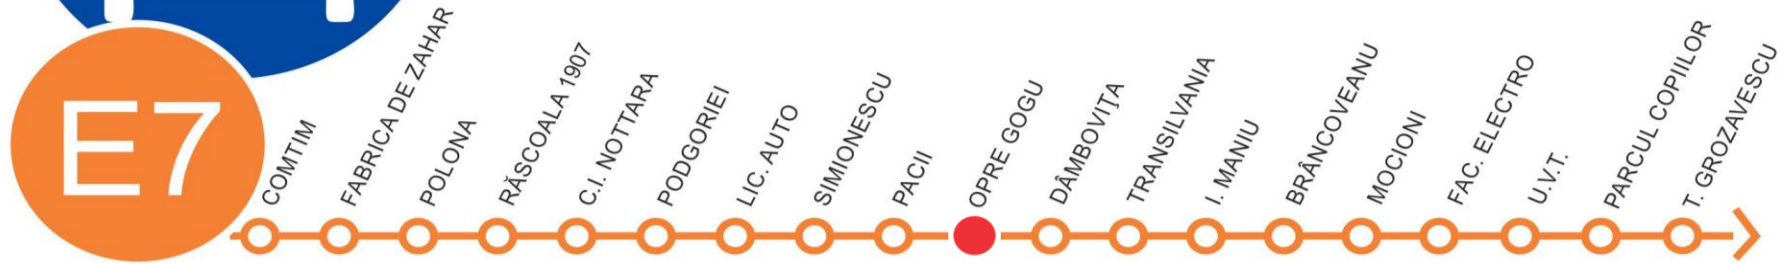 E7
COMTIM
FABRICA DE ZAHAR
POLONA
RĂSCOALA 1907
C.I. NOTTARA
PODGORIEI
LIC. AUTO
SIMIONESCU
PACII
OPRE GOGU
DÂMBOVIŢA
TRANSILVANIA
I. MANIU
BRÂNCOVEANU
MOCIONI
FAC. ELECTRO
U.V.T.
PARCUL COPIILOR
T. GROZAVESCU